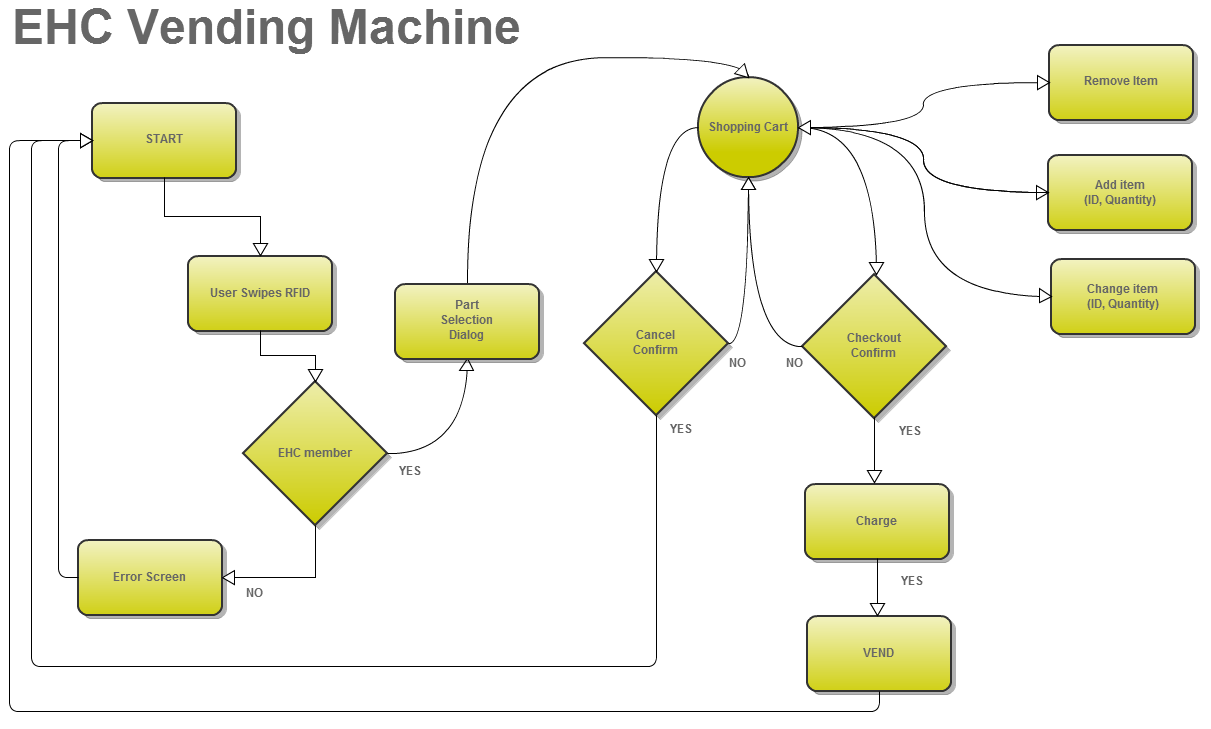 EHC Vending Machine
START
User Swipes RFID
EHC member
YES
NO
Error Screen
Part
Selection
Dialog
Shopping Cart
Remove Item
Add item
(ID, Quantity)
Change item
(ID, Quantity)
Cancel
Confirm
NO
YES
Checkout
Confirm
NO
YES
Charge
YES
VEND